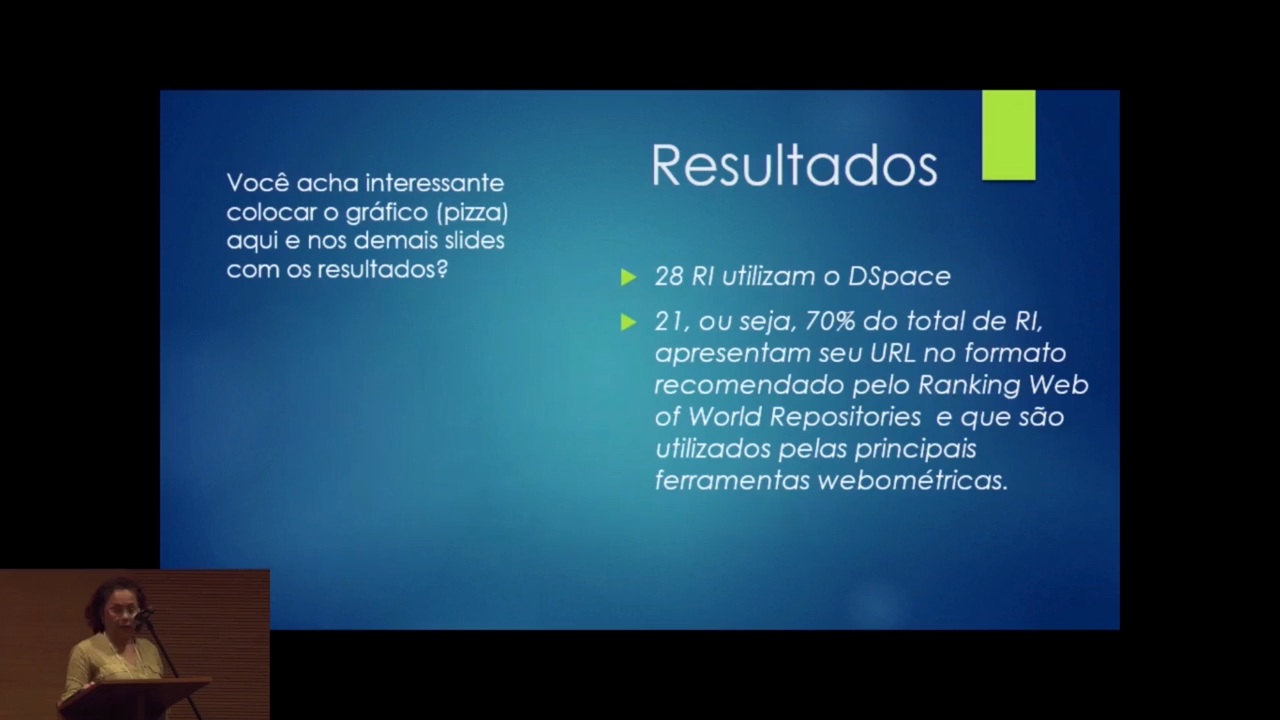 Você acha interessante
colocar o gráfico (pizza)
aqui e nos demais slides
com os resultados?
Resultados
28 RI utilizam o DSpace
21, ou seja, 70% do total de RI,
apresentam seu URL no formato
recomendado pelo Ranking Web
of World Repositories e que são
utilizados pelas principais
ferramentas webométricas.